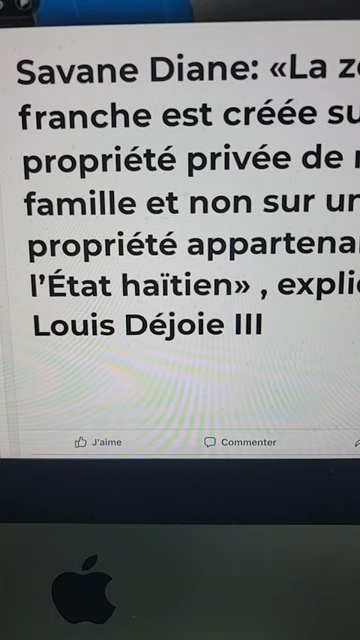 Savane Diane: «La
franche est créée
propriété privée de
famille et non sur
propriété
l'État haïtien» ,
Louis Déjoie III
J'aime
Commenter